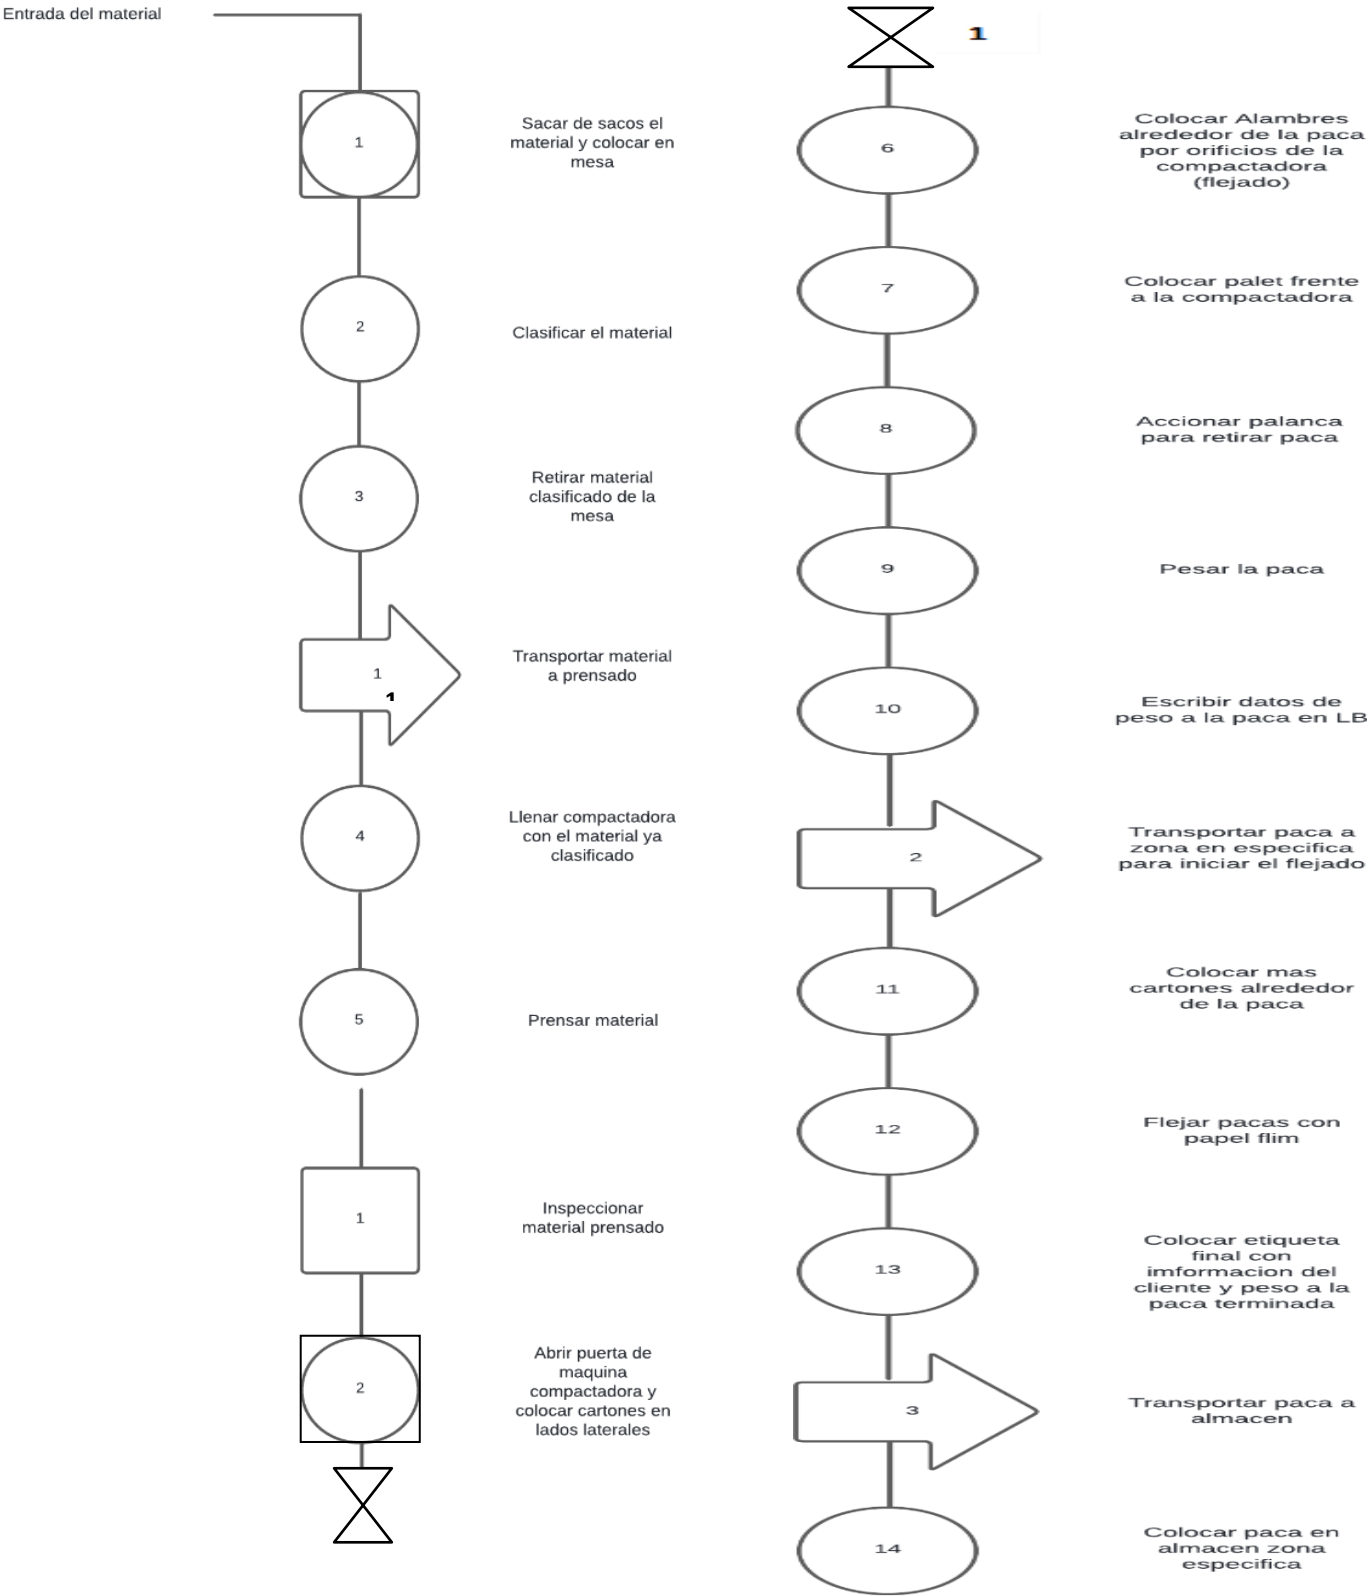 Entrada del material
1
Sacar de sacos el
material y colocar en
mesa
2
Clasificar el material
3
Retirar material
clasificado de la
mesa
1
1
Transportar material
a prensado
4
Llenar compactadora
con el material ya
clasificado
5
Prensar material
1
Inspeccionar
material prensado
2
Abrir puerta de
maquina
compactadora y
colocar cartones en
lados laterales
1
6
Colocar Alambres
alrededor de la paca
por orificios de la
compactadora
(flejado)
7
Colocar palet frente
a la compactadora
8
Accionar palanca
para retirar paca
9
Pesar la paca
10
Escribir datos de
peso a la paca en LB
2
Transportar paca a
zona en especifica
para iniciar el flejado
11
Colocar mas
cartones alrededor
de la paca
12
Flejar pacas con
papel flim
13
Colocar etiqueta
final con
imformacion del
cliente y peso a la
paca terminada
3
Transportar paca a
almacen
14
Colocar paca en
almacen zona
especifica